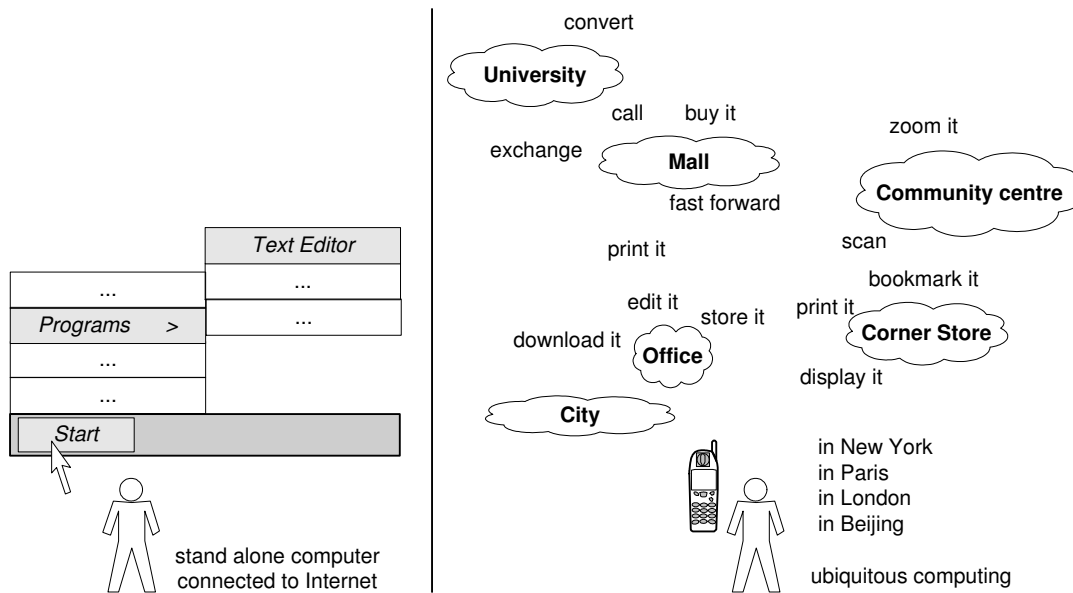 Text Editor
...
...
...
Programs >
...
...
Start
stand alone computer
connected to Internet
convert
University
call
buy it
exchange
Mall
fast forward
zoom it
Community centre
scan
print it
bookmark it
edit it
store it
print it
download it
Office
Corner Store
display it
City
in New York
in Paris
in London
in Beijing
ubiquitous computing